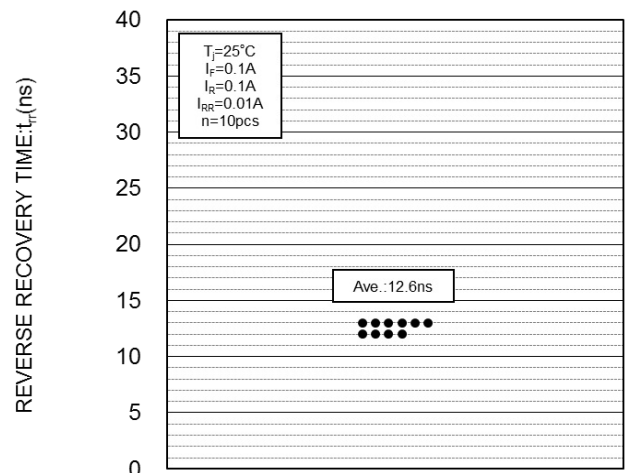 REVERSE RECOVERY TIME:trr(ns)
40
35
30
25
20
15
10
5
0
Tj=25°C
IF=0.1A
IR=0.1A
IRR=0.01A
n=10pcs
Ave.:12.6ns